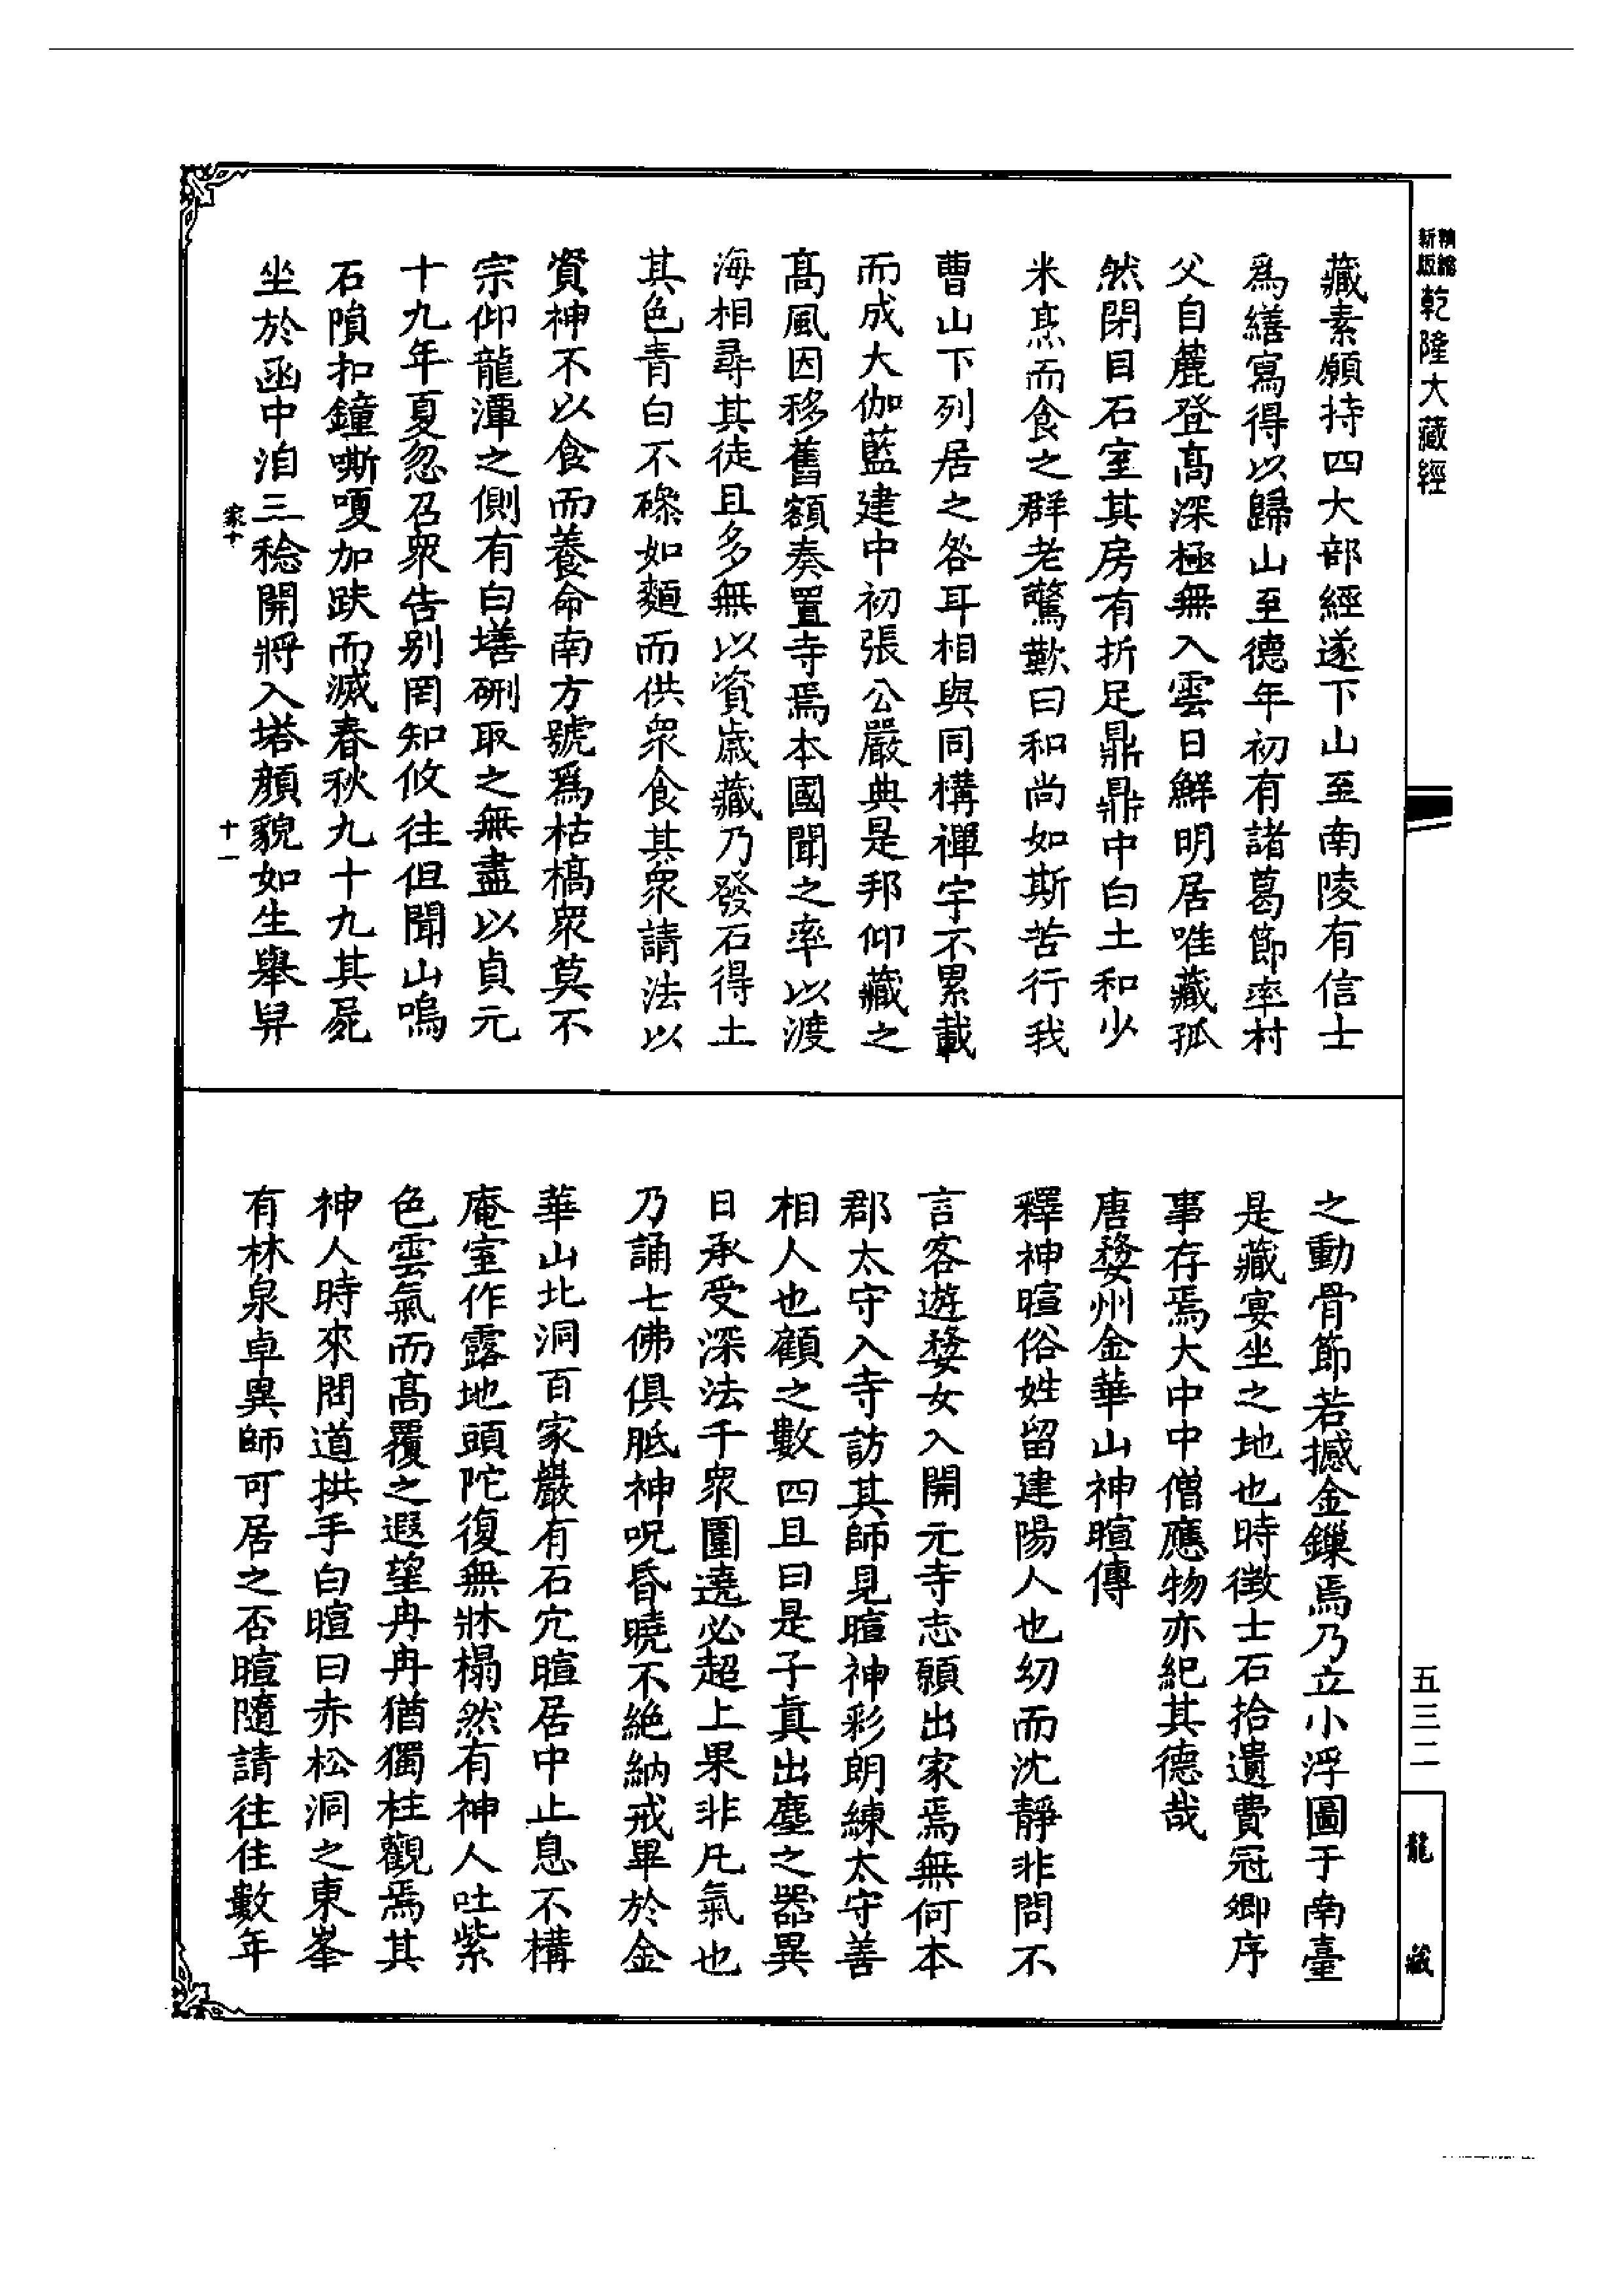 精縮
新版
乾隆大藏經
藏素願持四大部經遂下山至南陵有信士
爲繕寫得以歸山至德年初有諸葛節率村
父自麓登高深極無入雲日鮮明居唯藏孤
然閉目石室其房有折足鼎鼎中白土和少
米烹而食之群老驚歎曰和尚如斯苦行我
曹山下列居之咎耳相與同構禪宇不累載
而成大伽藍建中初張公嚴典是邦仰藏之
高風因移舊額奏置寺焉本國聞之率以渡
海相尋其徒且多無以資歲藏乃發石得土
其色青白不磣如麵而供衆食其衆請法以
資神不以食而養命南方號爲枯槁衆莫不
宗仰龍潭之側有白墡硎取之無盡以貞元
十九年夏忽召衆告别罔知攸往但聞山鳴
石隕扣鐘嘶嗄加趺而滅春秋九十九其屍
坐於函中洎三稔開將入塔顔貌如生舉舁
家十
十一
之動骨節若撼金鏁焉乃立小浮圖于南臺
是藏宴坐之地也時徵士右拾遺費冠卿序
事存焉大中中僧應物亦紀其德哉
唐婺州金華山神暄傳
釋神暄俗姓留建陽人也幼而沈靜非問不
言客遊婺女入開元寺志願出家焉無何本
郡太守入寺訪其師見暄神彩朗練太守善
相人也顧之數四且曰是子真出塵之器異
日承受深法千衆圍遶必超上果非凡氣也
乃誦七佛俱胝神呪昏曉不絶納戒畢於金
華山北洞百家巖有石穴暄居中止息不構
庵室作露地頭陀復無牀榻然有神人吐紫
色雲氣而高覆之遐望冉冉猶獨柱觀焉其
神人時來問道拱手白暄曰赤松洞之東峯
有林泉卓異師可居之否暄隨請往住數年
五三二
龍藏